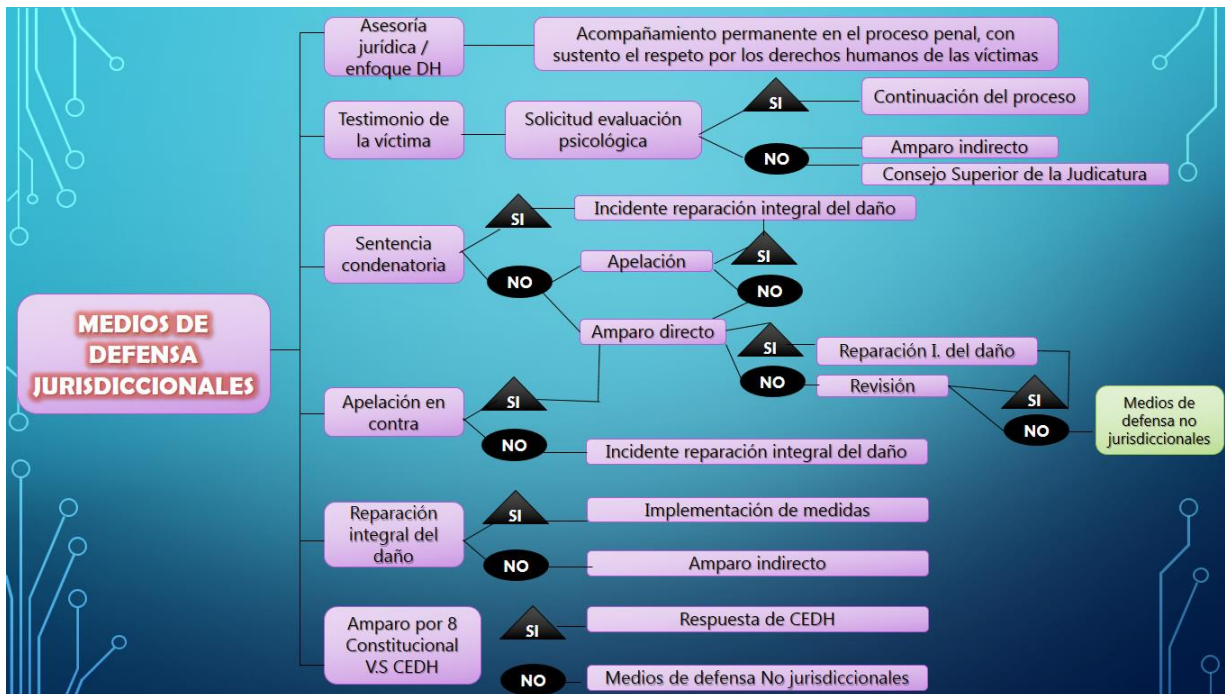 Asesoría
jurídica /
enfoque DH
Acompañamiento permanente en el proceso penal, con
sustento el respeto por los derechos humanos de las víctimas
Testimonio de
la víctima
Solicitud evaluación
psicológica
SI
Continuación del proceso
NO
Amparo indirecto
Consejo Superior de la Judicatura
Sentencia
condenatoria
SI
Incidente reparación integral del daño
NO
Apelación
SI
NO
Amparo directo
SI
Reparación I. del daño
NO
Revisión
SI
NO
Medios de
defensa no
jurisdiccionales
MEDIOS DE
DEFENSA
JURISDICCIONALES
Apelación en
contra
SI
NO
Incidente reparación integral del daño
Reparación
integral del
daño
SI
Implementación de medidas
NO
Amparo indirecto
Amparo por 8
Constitucional
V.S CEDH
SI
Respuesta de CEDH
NO
Medios de defensa No jurisdiccionales